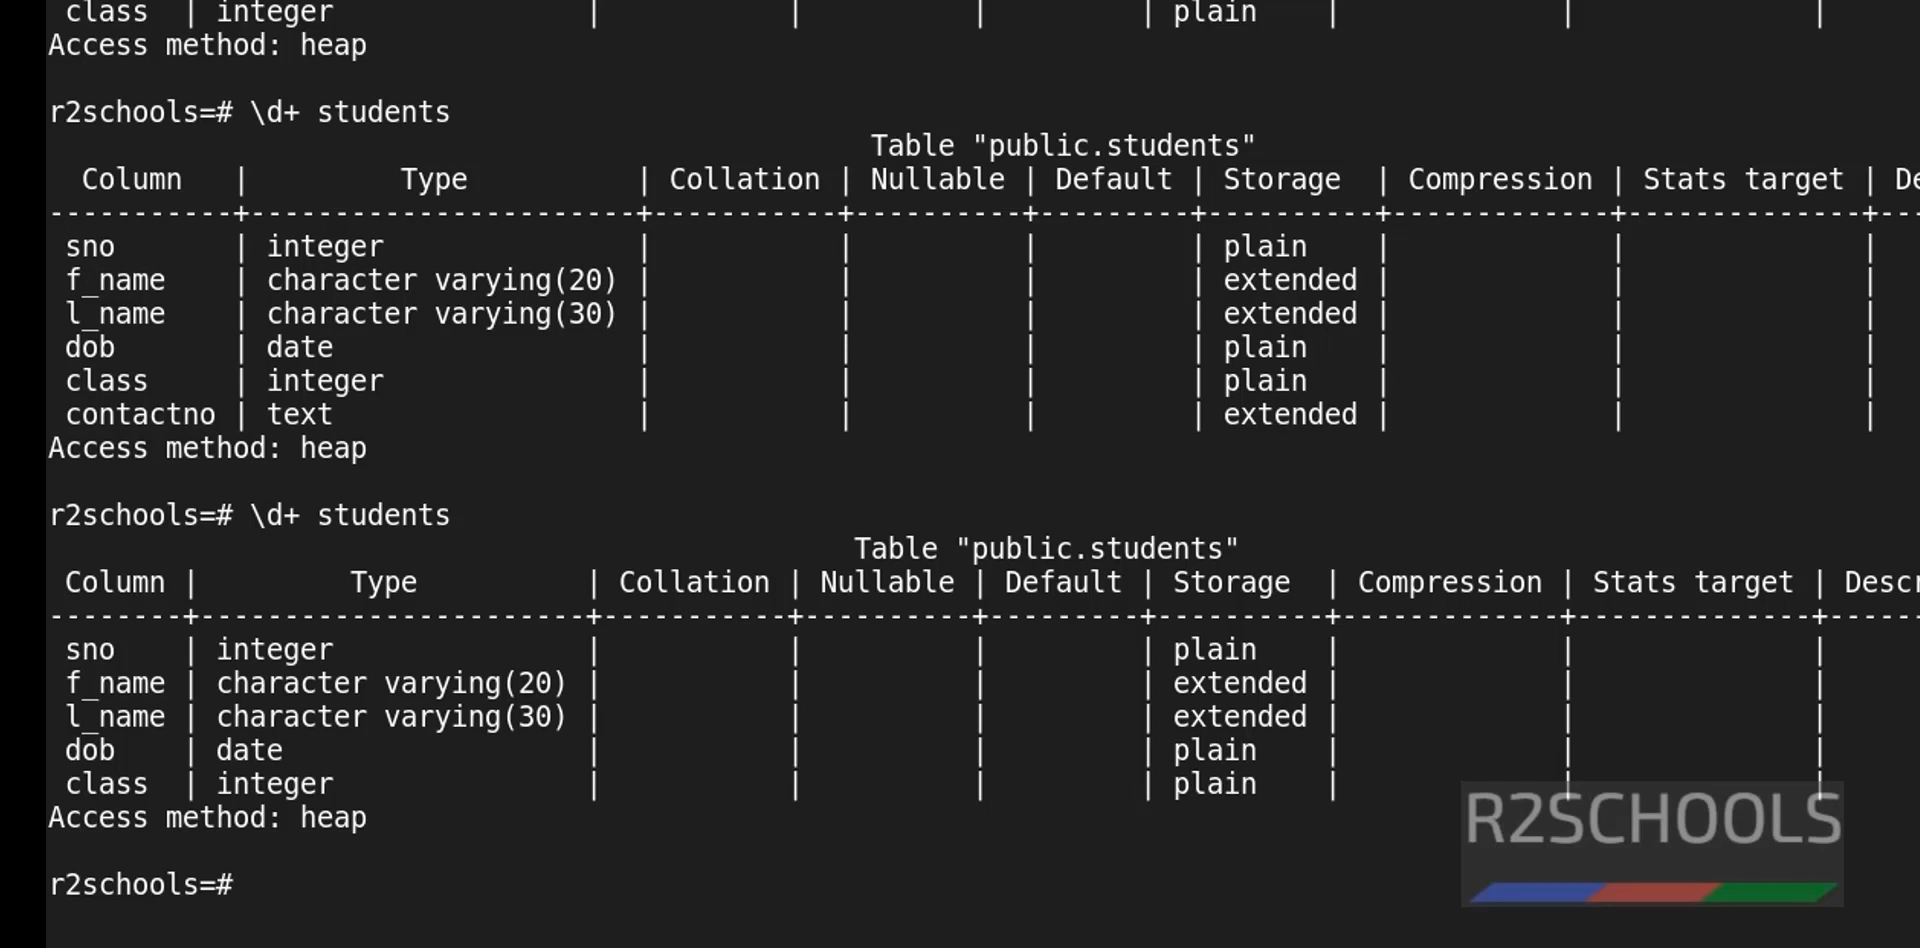 class  | integer               |           |          |         | plain    |             |              |
Access method: heap
r2schools=# \d+ students
                                                 Table "public.students"
  Column   |         Type          | Collation | Nullable | Default | Storage  | Compression | Stats target | De
-----------+-----------------------+-----------+----------+---------+----------+-------------+--------------+---
 sno       | integer               |           |          |         | plain    |             |              |
 f_name    | character varying(20) |           |          |         | extended |             |              |
 l_name    | character varying(30) |           |          |         | extended |             |              |
 dob       | date                  |           |          |         | plain    |             |              |
 class     | integer               |           |          |         | plain    |             |              |
 contactno | text                  |           |          |         | extended |             |              |
Access method: heap
r2schools=# \d+ students
                                                Table "public.students"
 Column |         Type          | Collation | Nullable | Default | Storage  | Compression | Stats target | Descr
--------+-----------------------+-----------+----------+---------+----------+-------------+--------------+------
 sno    | integer               |           |          |         | plain    |             |              |
 f_name | character varying(20) |           |          |         | extended |             |              |
 l_name | character varying(30) |           |          |         | extended |             |              |
 dob    | date                  |           |          |         | plain    |             |              |
 class  | integer               |           |          |         | plain    |             |              |
Access method: heap
r2schools=#
R2SCHOOLS